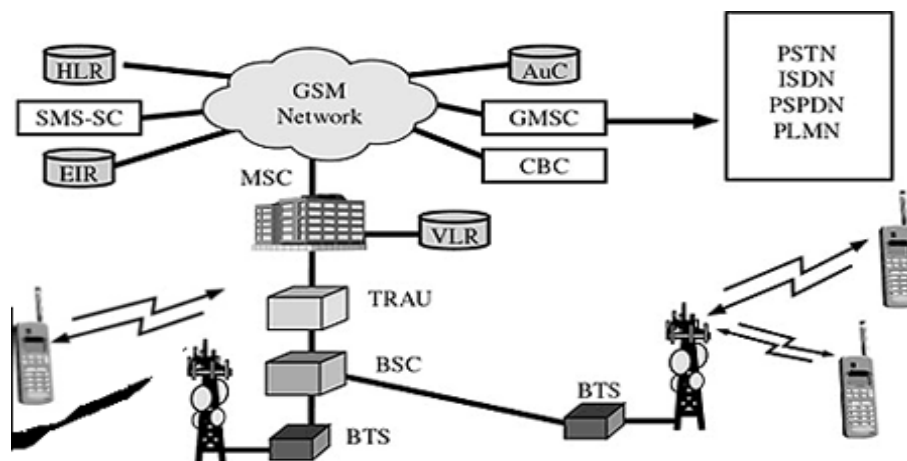 HLR
AuC
PSTN
ISDN
PSPDN
PLMN
GSM
Network
SMS-SC
GMSC
EIR
CBC
MSC
VLR
TRAU
BSC
BTS
BTS